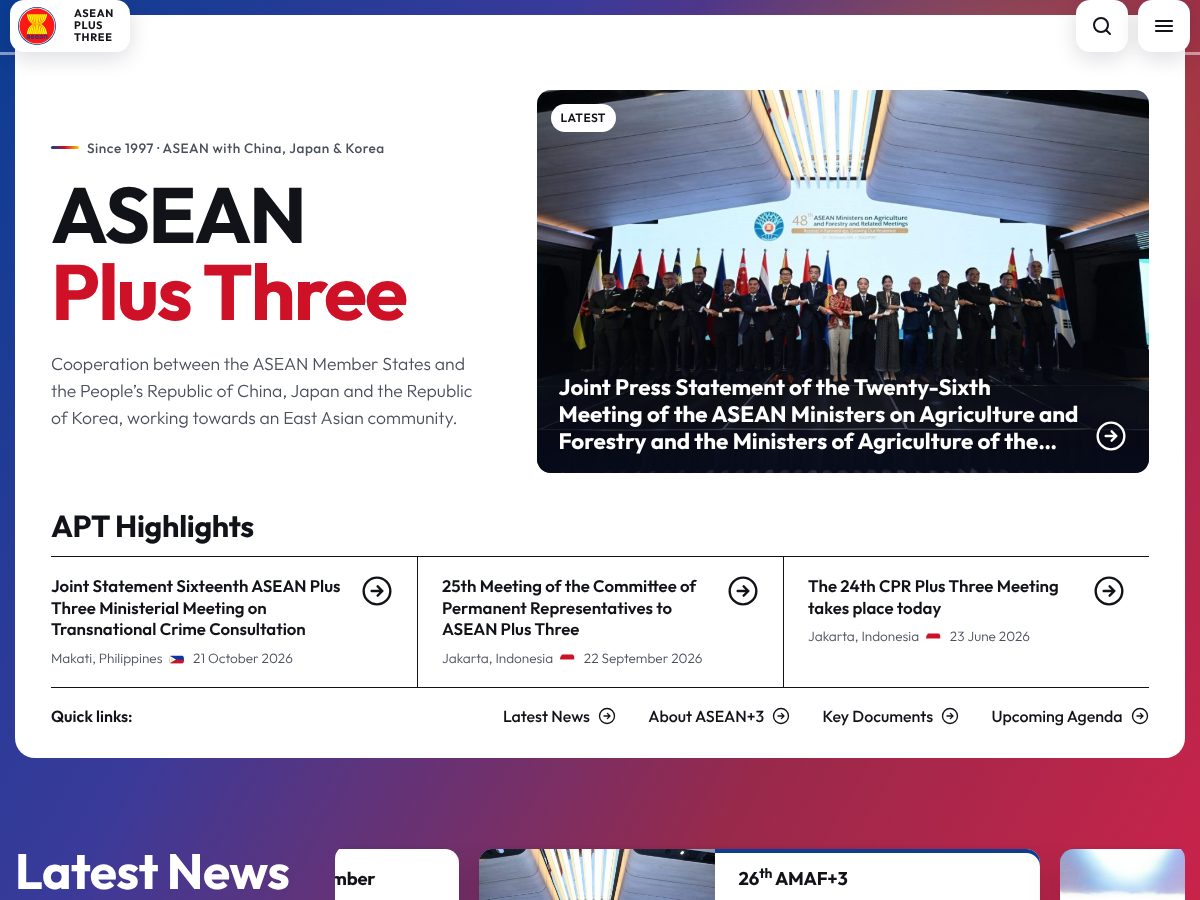 ASEAN
PLUS
THREE
Since 1997 · ASEAN with China, Japan & Korea
ASEAN
Plus Three
Cooperation between the ASEAN Member States and
the People’s Republic of China, Japan and the Republic
of Korea, working towards an East Asian community.
LATEST
48th ASEAN Ministers on Agriculture
and Forestry and Related Meetings
Joint Press Statement of the Twenty-Sixth
Meeting of the ASEAN Ministers on Agriculture and
Forestry and the Ministers of Agriculture of the...
APT Highlights
Joint Statement Sixteenth ASEAN Plus
Three Ministerial Meeting on
Transnational Crime Consultation
Makati, Philippines 21 October 2026
25th Meeting of the Committee of
Permanent Representatives to
ASEAN Plus Three
Jakarta, Indonesia 22 September 2026
The 24th CPR Plus Three Meeting
takes place today
Jakarta, Indonesia 23 June 2026
Quick links:
Latest News
About ASEAN+3
Key Documents
Upcoming Agenda
Latest News
mber
26th AMAF+3